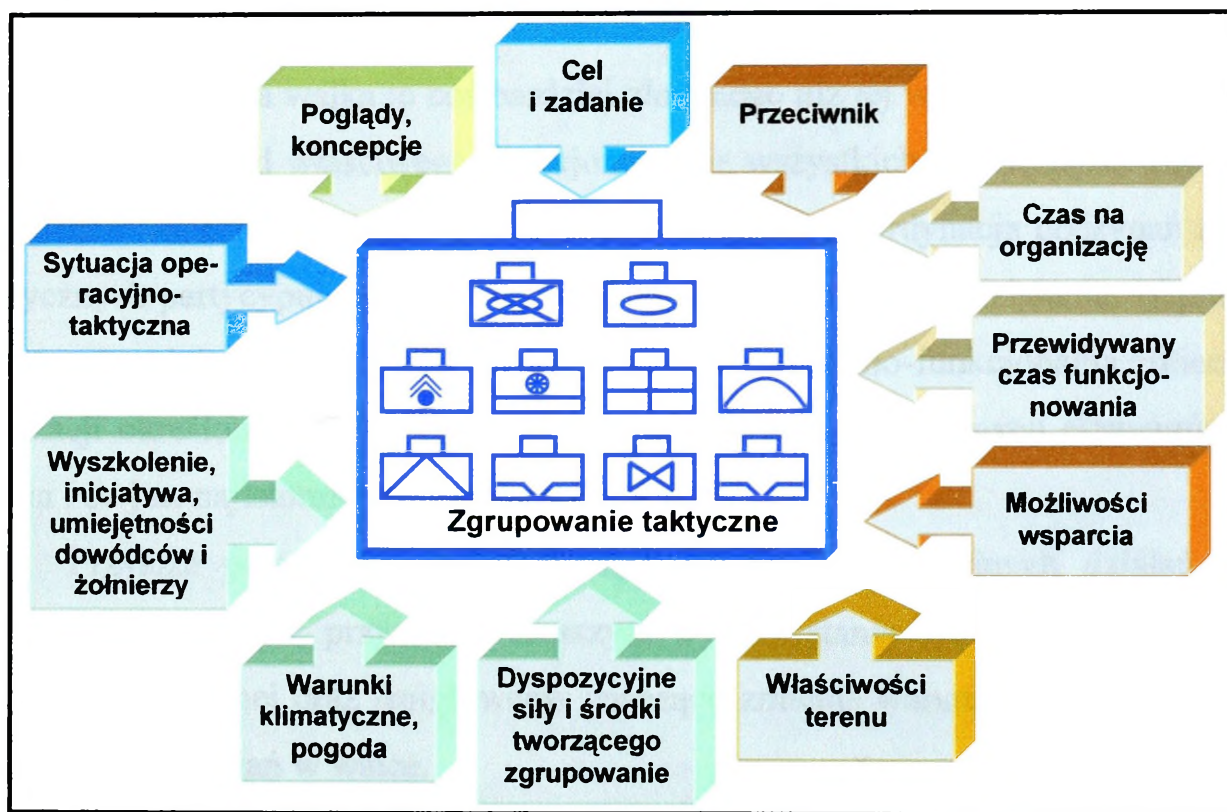 Cel
i zadanie
Poglądy,
koncepcje
Przeciwnik
Czas na
organizację
Sytuacja ope-
racyjno-
taktyczna
Przewidywany
czas funkcjo-
nowania
Wyszkolenie,
inicjatywa,
umiejętności
dowódców i
żołnierzy
Możliwości
wsparcia
Zgrupowanie taktyczne
Warunki
klimatyczne,
pogoda
Dyspozycyjne
siły i środki
tworzącego
zgrupowanie
Właściwości
terenu